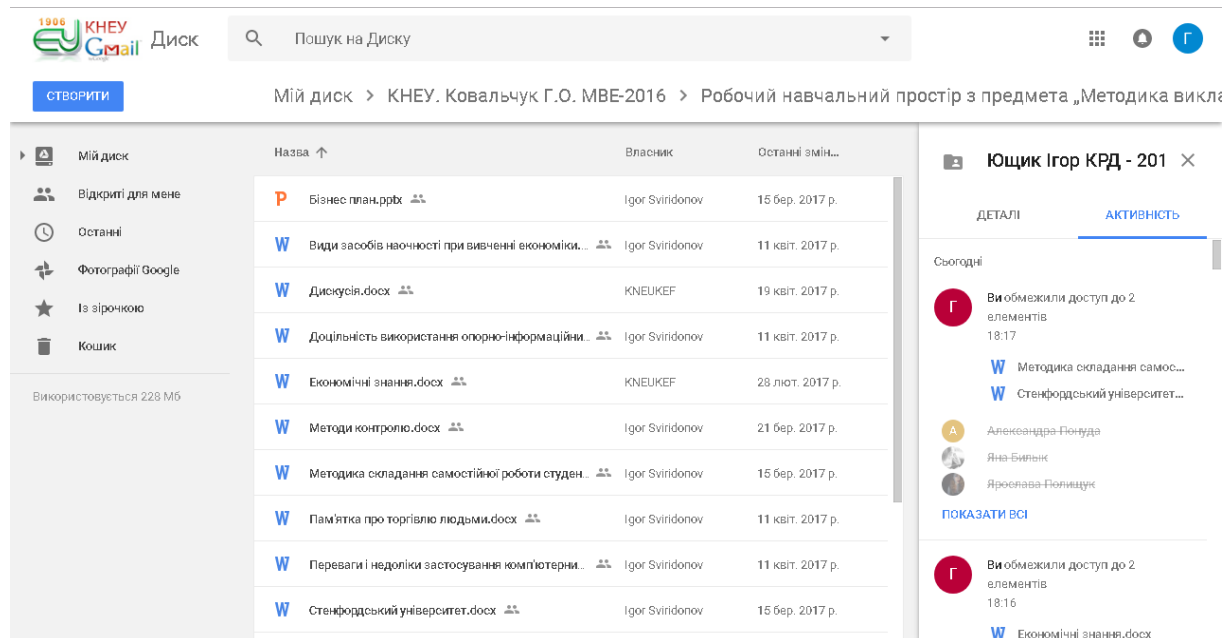 1906
КНЕУ
Gmail
Диск
Пошук на Диску
Г
СТВОРИТИ
Мій диск > КНЕУ. Ковальчук Г.О. МВЕ-2016 > Робочий навчальний простір з предмета „Методика викла
Мій диск
Відкриті для мене
Останні
Фотографії Google
Із зірочкою
Кошик
Використовується 228 Мб
Назва Власник Останні змін...
Бізнес план.pptx Igor Sviridonov 15 бер. 2017 р.
Види засобів наочності при вивченні економіки.... Igor Sviridonov 11 квіт. 2017 р.
Дискусія.docx KNEUKEF 19 квіт. 2017 р.
Доцільність використання опорно-інформаційни... Igor Sviridonov 11 квіт. 2017 р.
Економічні знання.docx KNEUKEF 28 лют. 2017 р.
Методи контролю.docx Igor Sviridonov 21 бер. 2017 р.
Методика складання самостійної роботи студен... Igor Sviridonov 15 бер. 2017 р.
Пам'ятка про торгівлю людьми.docx Igor Sviridonov 11 квіт. 2017 р.
Переваги і недоліки застосування комп'ютерни... Igor Sviridonov 11 квіт. 2017 р.
Стенфордський університет.docx Igor Sviridonov 15 бер. 2017 р.
Ющик Ігор КРД - 201
ДЕТАЛІ АКТИВНІСТЬ
Сьогодні
Г
Ви обмежили доступ до 2
елементів
18:17
Методика складання самос...
Стенфордський університет...
А Александра Понуда
Яна Билык
Ярослава Полищук
ПОКАЗАТИ ВСІ
Г
Ви обмежили доступ до 2
елементів
18:16
Економічні знання.docx